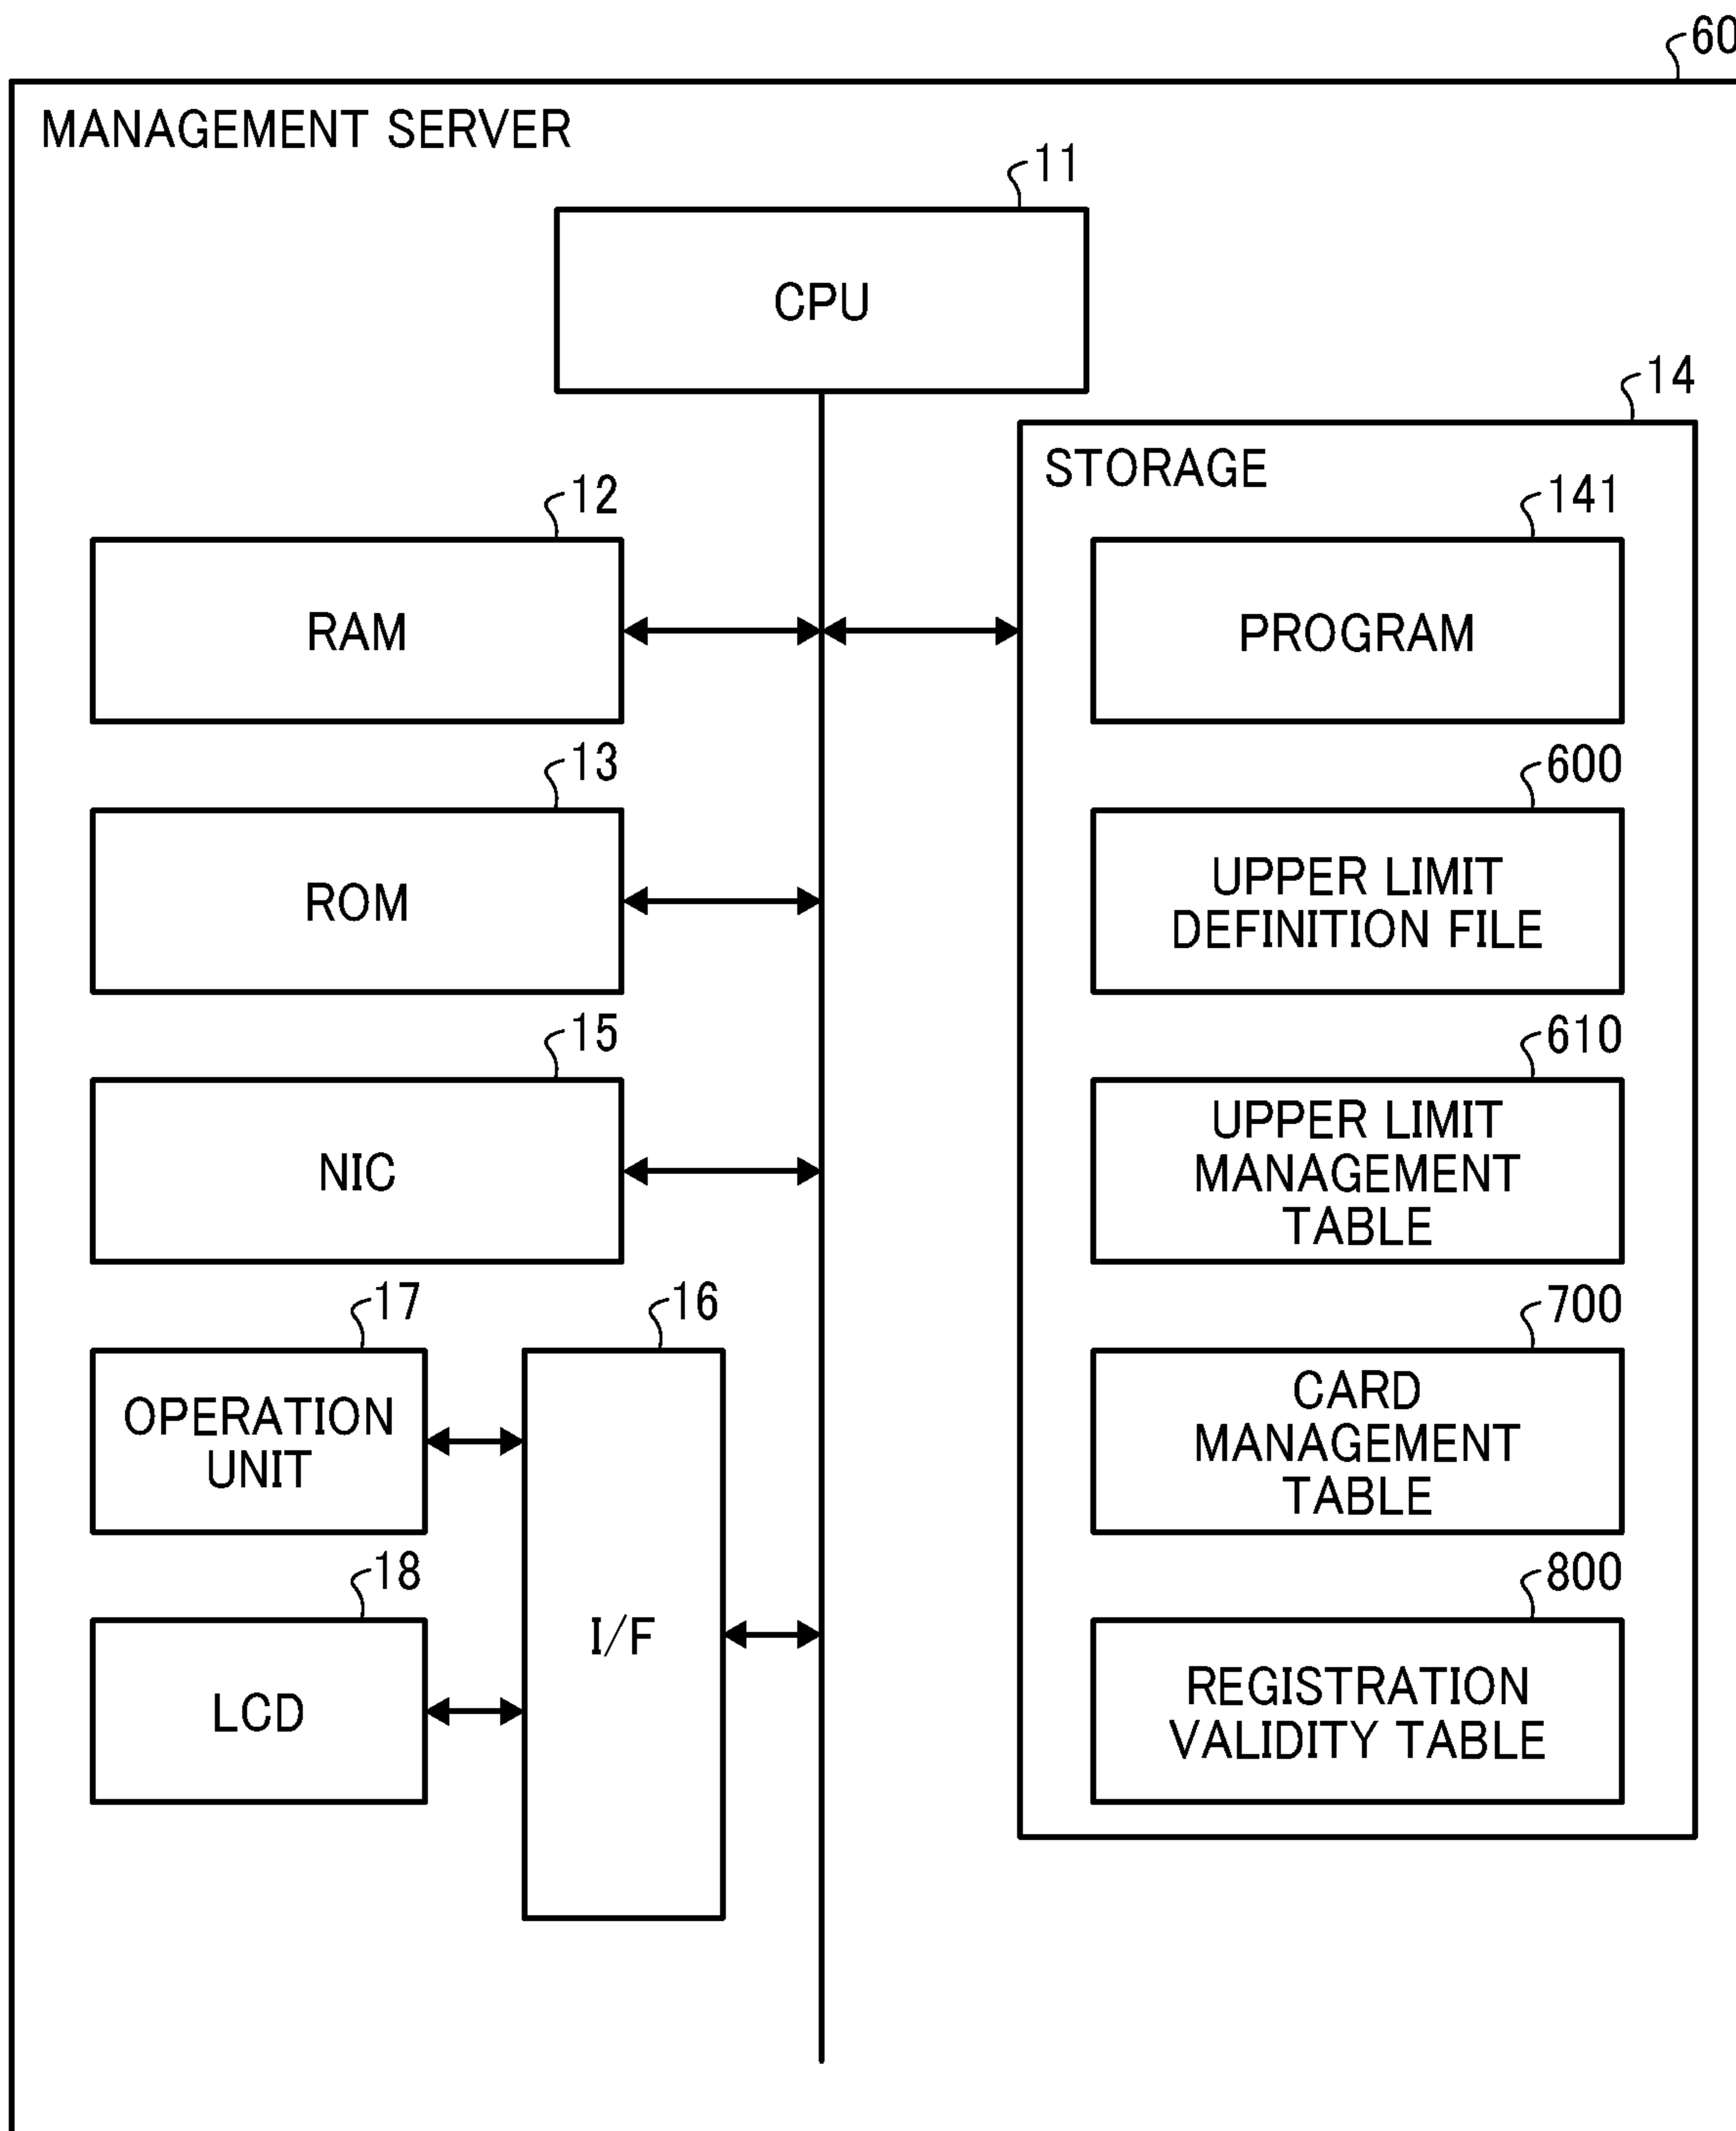 60
MANAGEMENT SERVER
11
CPU
14
STORAGE
12
RAM
141
PROGRAM
13
ROM
600
UPPER LIMIT
DEFINITION FILE
15
NIC
610
UPPER LIMIT
MANAGEMENT
TABLE
17
OPERATION
UNIT
16
I/F
700
CARD
MANAGEMENT
TABLE
18
LCD
800
REGISTRATION
VALIDITY TABLE